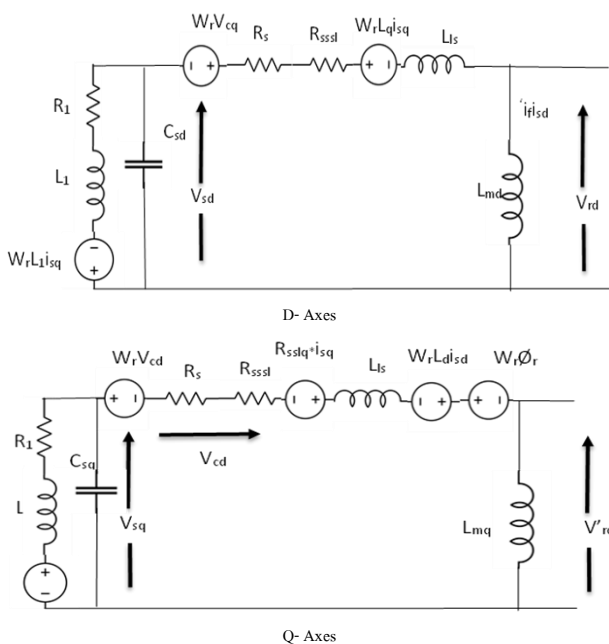 WrVcq Rs Rsssl WrLqisq Lls
R1 Csd 'ifisd
L1 Vsd Lmd Vrd
WrL1isq
D- Axes
WrVcd Rs Rsssl Rsslq*isq Lls WrLdisd WrØr
R1 Csq Vcd
L Vsq Lmq
Q- Axes